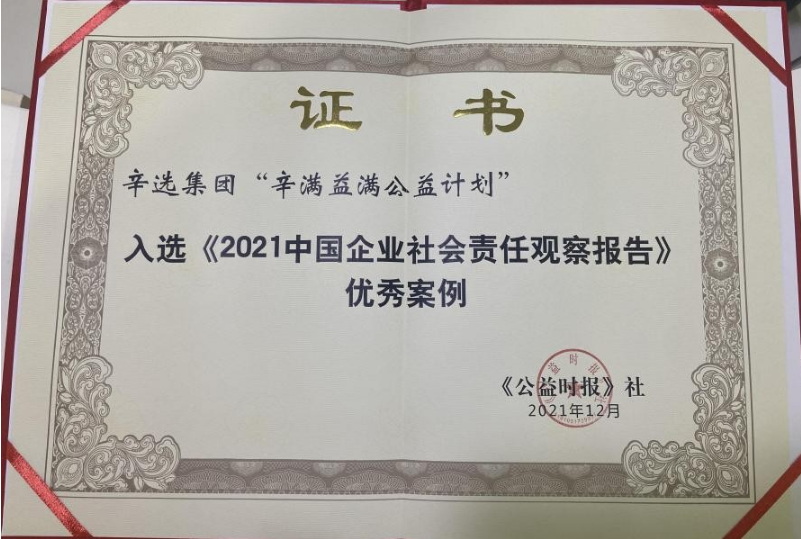 证 书
辛选集团“辛满益满公益计划”
入选《2021中国企业社会责任观察报告》
优秀案例
《公益时报》社
2021年12月